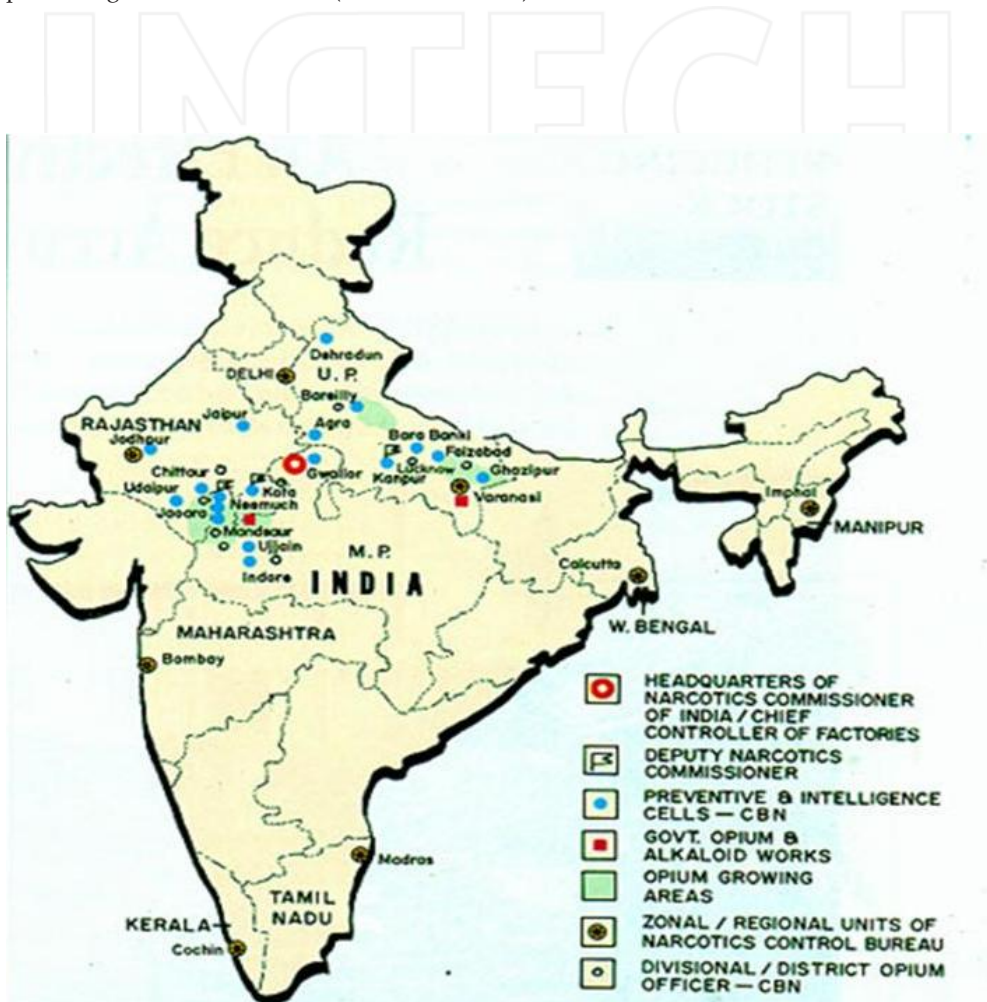 INTECH
Dehradun
DELHI
U. P.
Bareilly
Jaipur
Agra
RAJASTHAN
Jodhpur
Bara Banki
Faizabad
Chittaur
Gwalior
Lucknow
Ghazipur
Kanpur
Udaipur
Kota
Varanasi
Neemuch
Jaaora
Imphal
Mandsaur
MANIPUR
Ujjain
M. P.
Calcutta
Indore
INDIA
W. BENGAL
MAHARASHTRA
Bombay
HEADQUARTERS OF
NARCOTICS COMMISSIONER
OF INDIA / CHIEF
CONTROLLER OF FACTORIES
DEPUTY NARCOTICS
COMMISSIONER
PREVENTIVE & INTELLIGENCE
CELLS — CBN
GOVT. OPIUM &
ALKALOID WORKS
Madras
OPIUM GROWING
AREAS
TAMIL
NADU
KERALA
ZONAL / REGIONAL UNITS OF
NARCOTICS CONTROL BUREAU
Cochin
DIVISIONAL / DISTRICT OPIUM
OFFICER — CBN